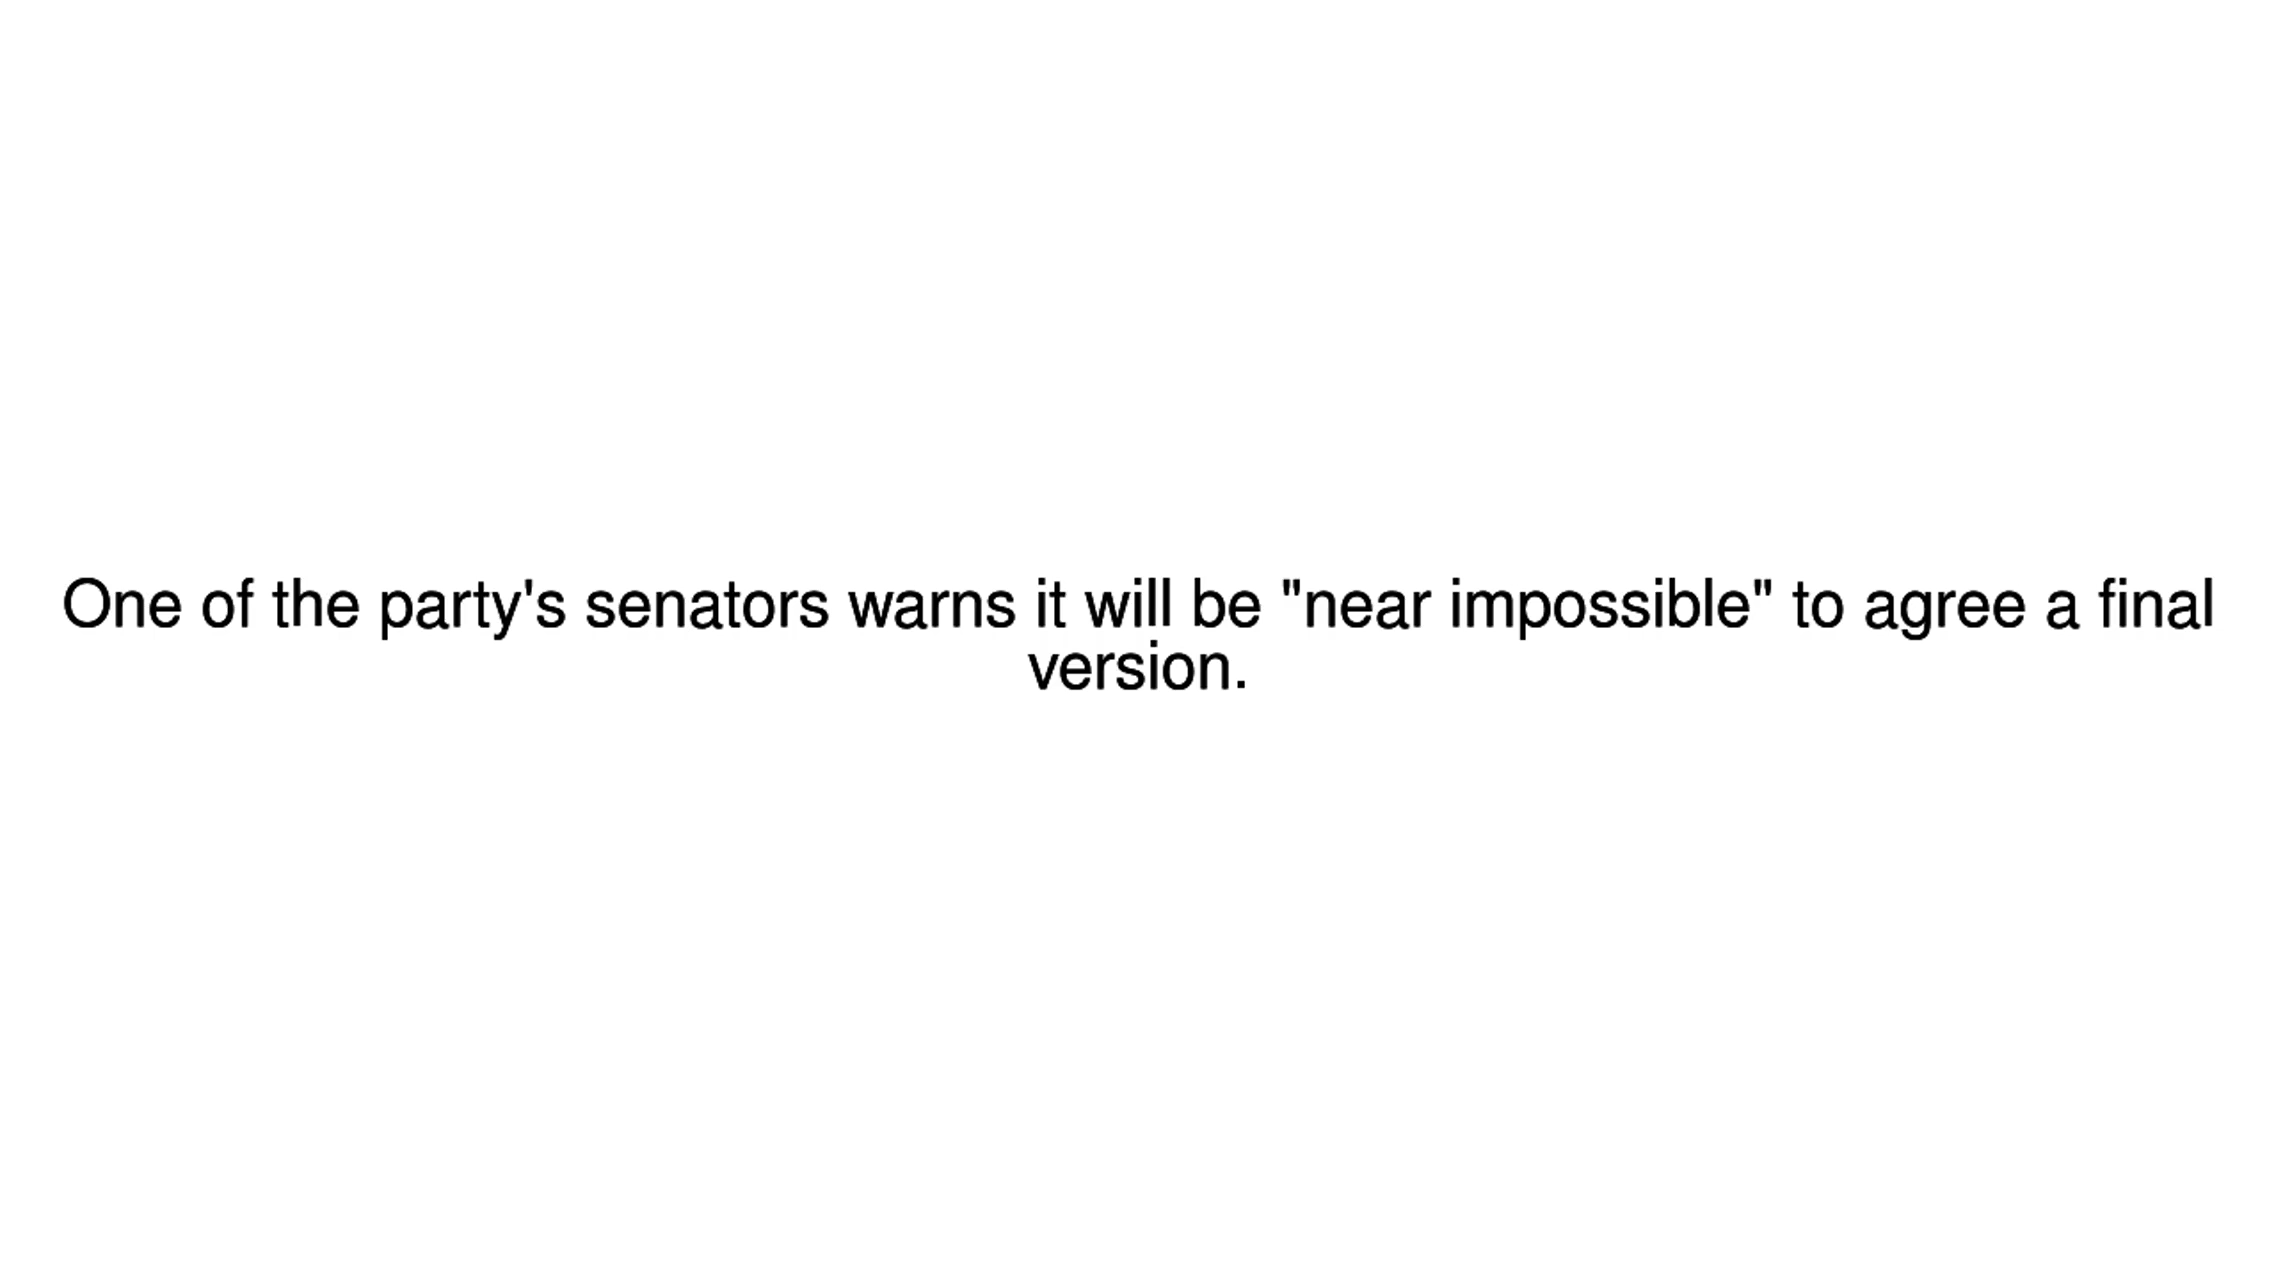 One of the party's senators warns it will be "near impossible" to agree a final
version.